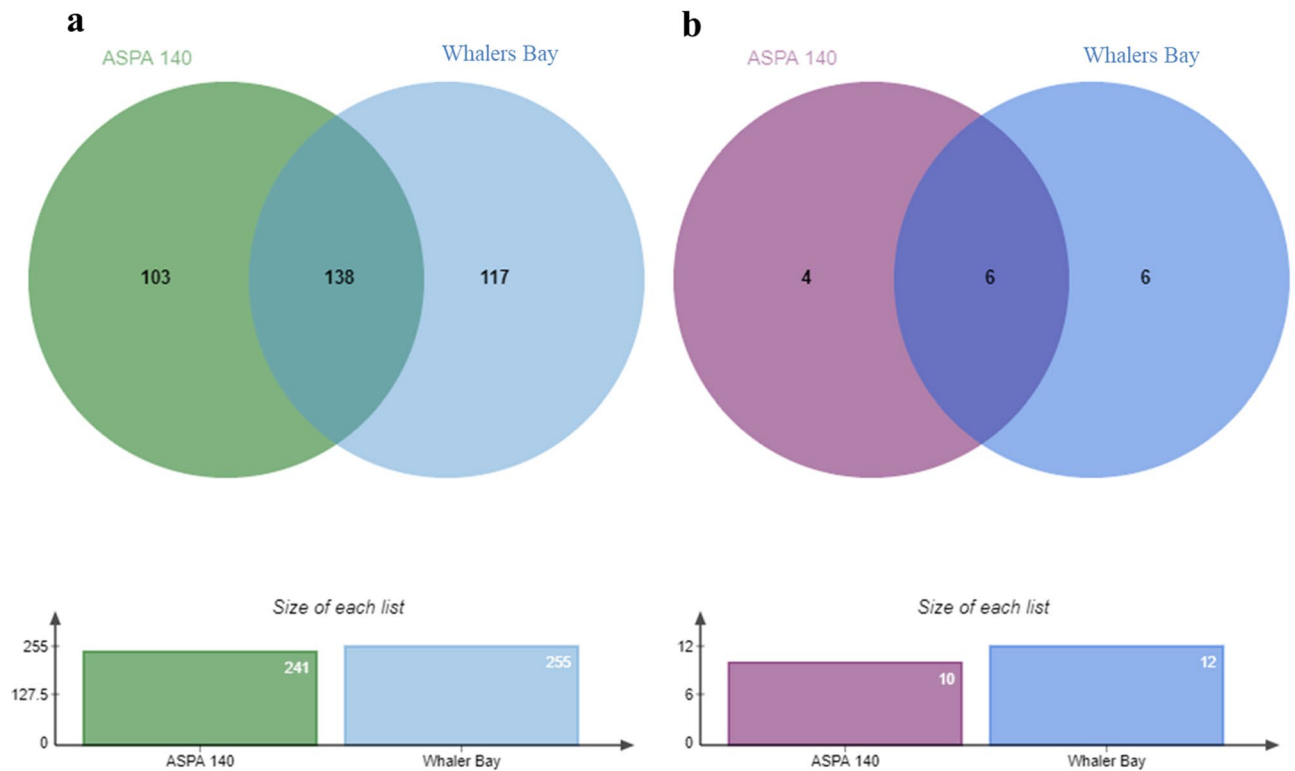 a
ASPA 140
Whalers Bay
103
138
117
Size of each list
255
127.5
0
241
255
ASPA 140
Whaler Bay
b
ASPA 140
Whalers Bay
4
6
6
Size of each list
12
6
0
10
12
ASPA 140
Whaler Bay